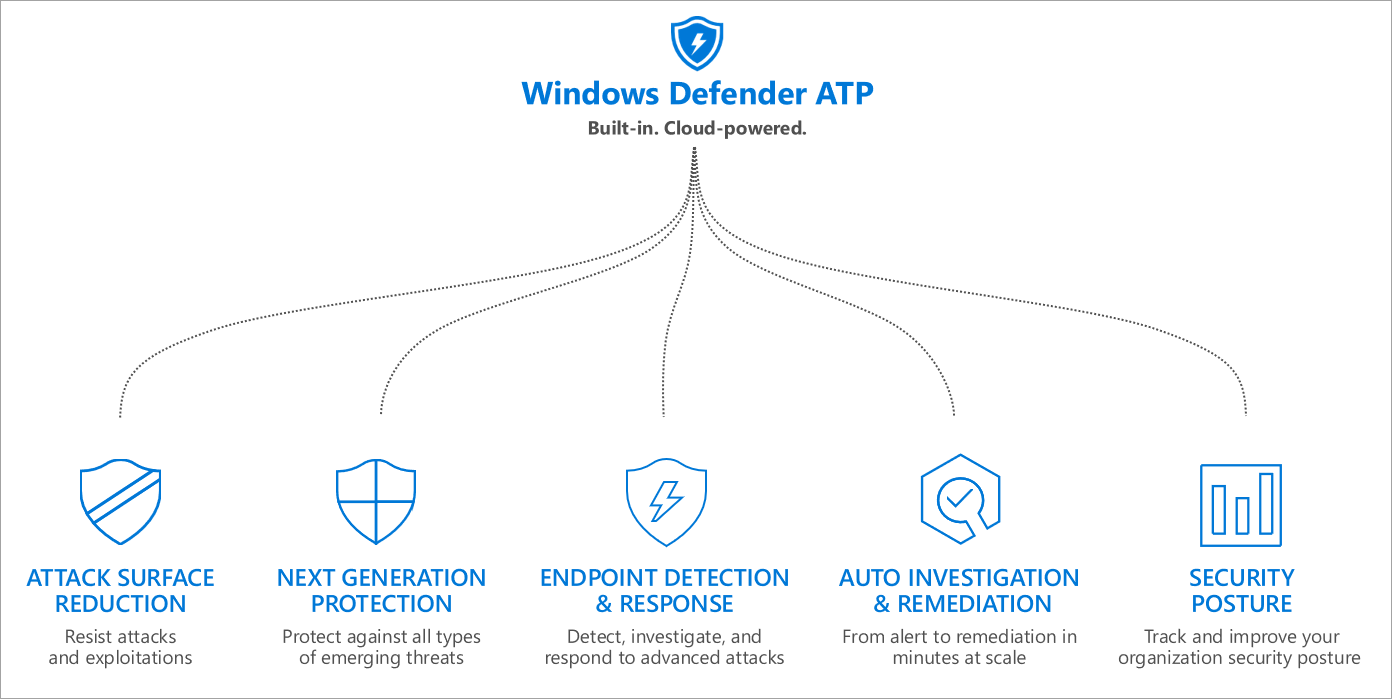 Windows Defender ATP
Built-in. Cloud-powered.
ATTACK SURFACE
REDUCTION
Resist attacks
and exploitations
NEXT GENERATION
PROTECTION
Protect against all types
of emerging threats
ENDPOINT DETECTION
& RESPONSE
Detect, investigate, and
respond to advanced attacks
AUTO INVESTIGATION
& REMEDIATION
From alert to remediation in
minutes at scale
SECURITY
POSTURE
Track and improve your
organization security posture